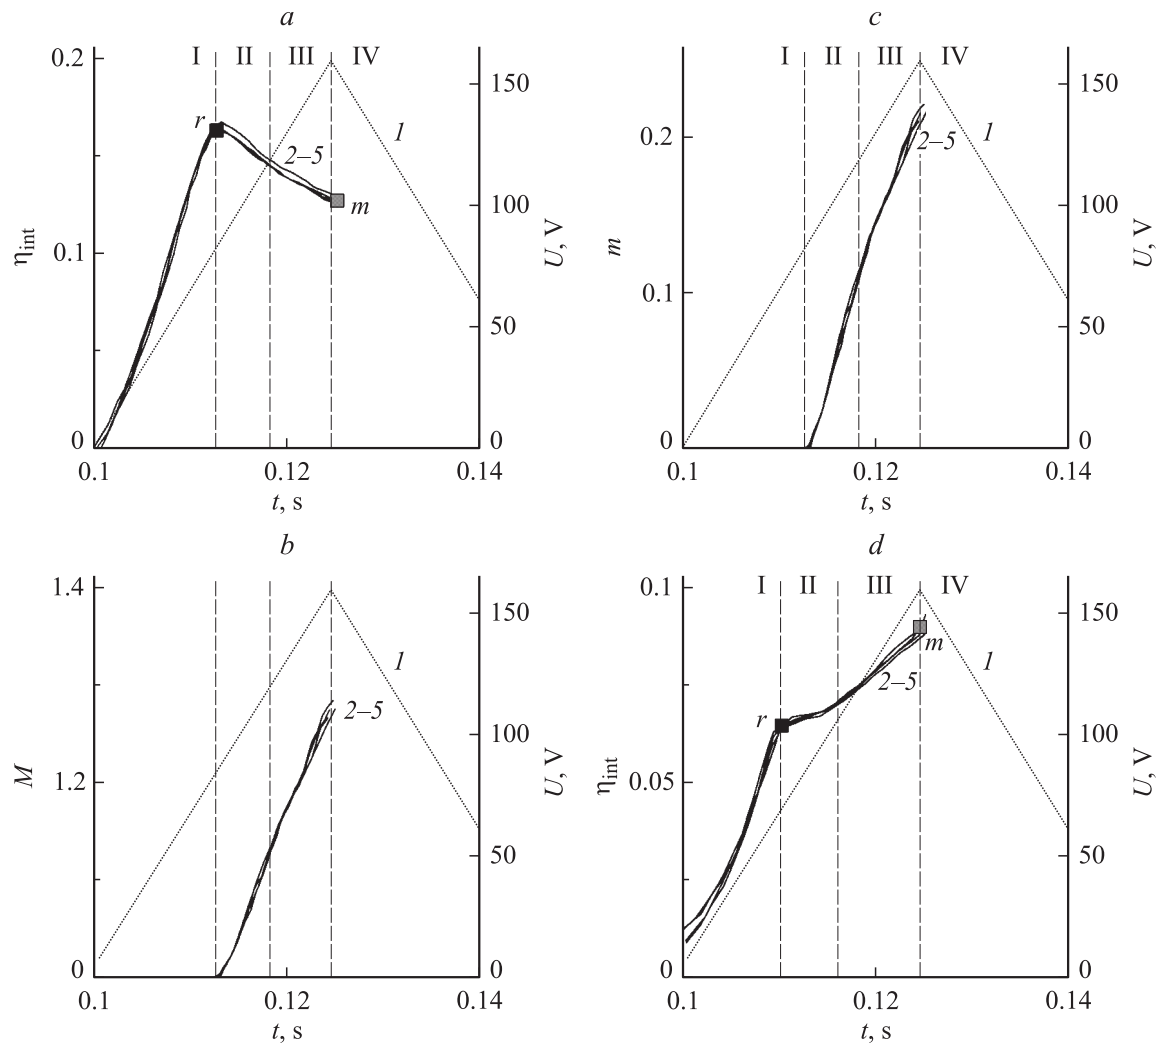 a
I II III IV
0.2
150
r
1
2–5
m
100
η_int
0.1
U, V
50
0
0
0.1 0.12 0.14
t, s
c
I II III IV
150
0.2
1
2–5
100
m
U, V
0.1
50
0
0
0.1 0.12 0.14
t, s
b
1.4
150
1
2–5
100
M
1.2
U, V
50
0
0
0.1 0.12 0.14
t, s
d
0.1
I II III IV
150
m
1
2–5
r
100
η_int
0.05
U, V
50
0
0
0.1 0.12 0.14
t, s